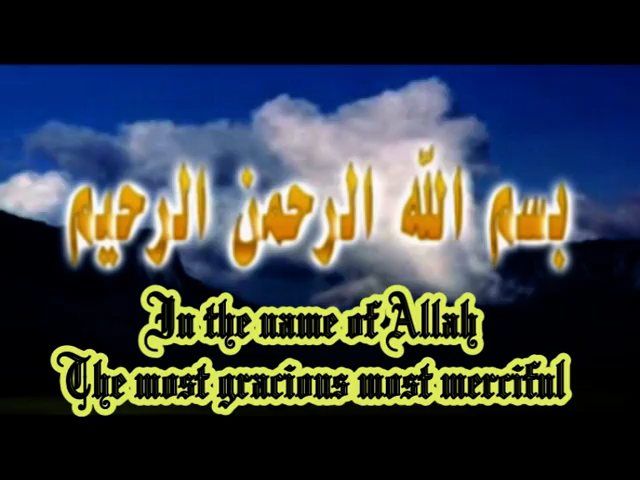 بسم الله الرحمن الرحيم
In the name of Allah
The most gracious most merciful